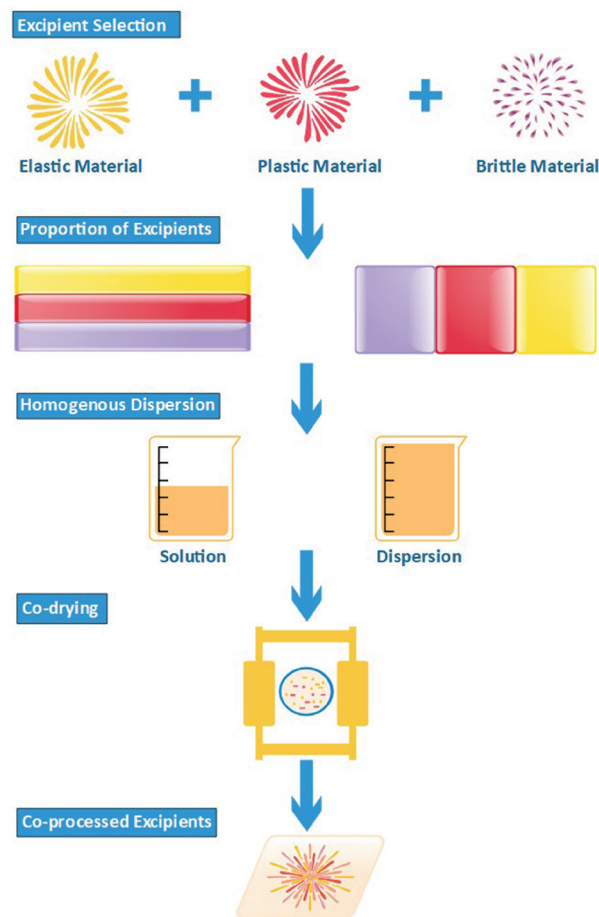 Excipient Selection
Elastic Material
Plastic Material
Brittle Material
Proportion of Excipients
Homogenous Dispersion
Solution
Dispersion
Co-drying
Co-processed Excipients